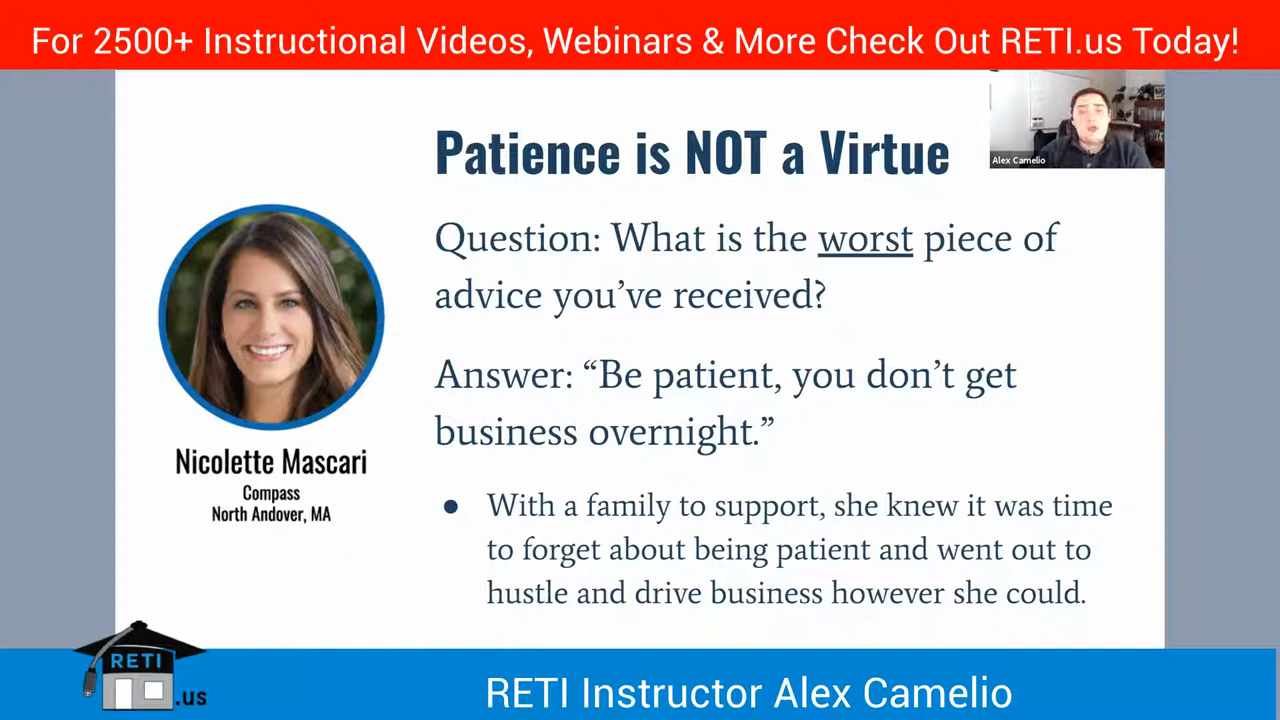 For 2500+ Instructional Videos, Webinars & More Check Out RETI.us Today!
Alex Camelio
Patience is NOT a Virtue
Question: What is the worst piece of
advice you’ve received?
Answer: “Be patient, you don’t get
business overnight.”
Nicolette Mascari
Compass
North Andover, MA
● With a family to support, she knew it was time
to forget about being patient and went out to
hustle and drive business however she could.
RETI
.us
RETI Instructor Alex Camelio